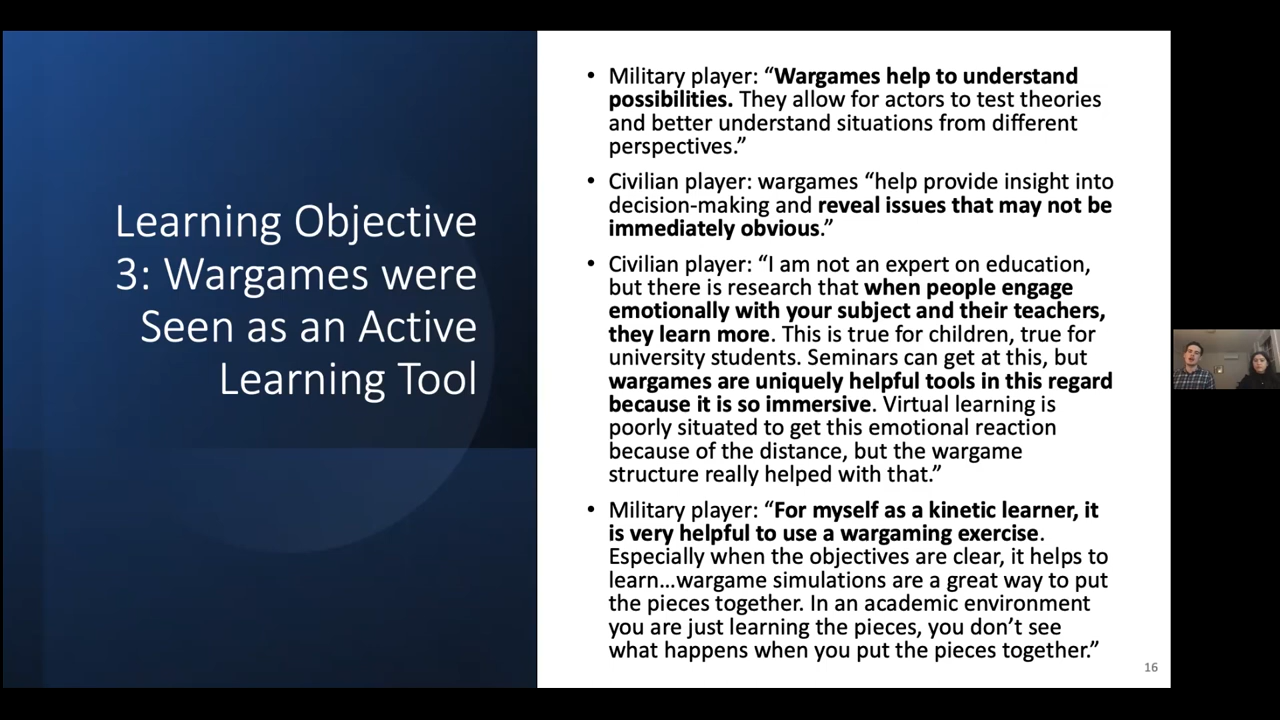 Learning Objective
3: Wargames were
Seen as an Active
Learning Tool
• Military player: “Wargames help to understand
possibilities. They allow for actors to test theories
and better understand situations from different
perspectives.”
• Civilian player: wargames “help provide insight into
decision-making and reveal issues that may not be
immediately obvious.”
• Civilian player: “I am not an expert on education,
but there is research that when people engage
emotionally with your subject and their teachers,
they learn more. This is true for children, true for
university students. Seminars can get at this, but
wargames are uniquely helpful tools in this regard
because it is so immersive. Virtual learning is
poorly situated to get this emotional reaction
because of the distance, but the wargame
structure really helped with that.”
• Military player: “For myself as a kinetic learner, it
is very helpful to use a wargaming exercise.
Especially when the objectives are clear, it helps to
learn…wargame simulations are a great way to put
the pieces together. In an academic environment
you are just learning the pieces, you don’t see
what happens when you put the pieces together.”
16